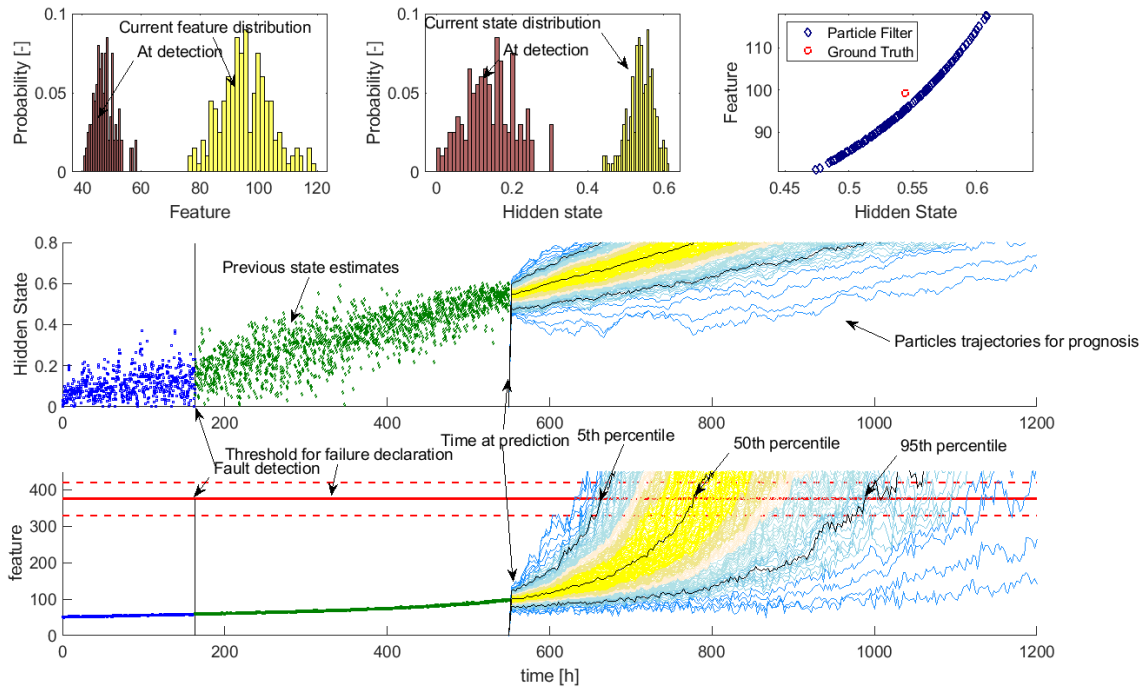 Probability [-]
0.1
0.05
0
Current feature distribution
At detection
40 60 80 100 120
Feature
Probability [-]
0.1
0.05
0
Current state distribution
At detection
0 0.2 0.4 0.6
Hidden state
Feature
110
100
90
Particle Filter
Ground Truth
0.45 0.5 0.55 0.6
Hidden State
Hidden State
0.8
0.6
0.4
0.2
0
Previous state estimates
Particles trajectories for prognosis
0 200 400 600 800 1000 1200
Time at prediction
5th percentile
50th percentile
95th percentile
Threshold for failure declaration
Fault detection
feature
400
300
200
100
0
0 200 400 600 800 1000 1200
time [h]